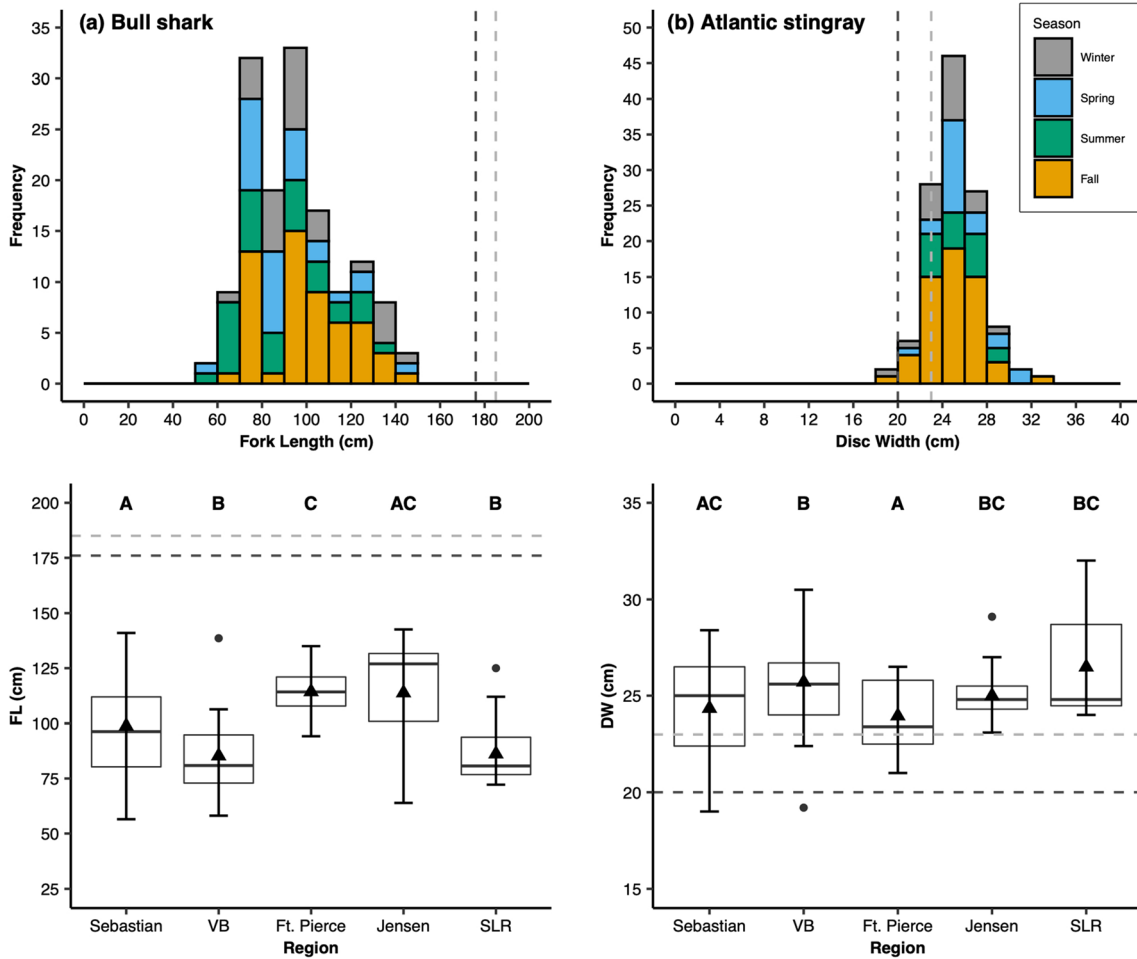 (a) Bull shark
Frequency
35
30
25
20
15
10
5
0
0 20 40 60 80 100 120 140 160 180 200
Fork Length (cm)
(b) Atlantic stingray
Frequency
50
45
40
35
30
25
20
15
10
5
0
0 4 8 12 16 20 24 28 32 36 40
Disc Width (cm)
Season
Winter
Spring
Summer
Fall
FL (cm)
200
175
150
125
100
75
50
25
A B C AC B
Sebastian VB Ft. Pierce Jensen SLR
Region
DW (cm)
35
30
25
20
15
AC B A BC BC
Sebastian VB Ft. Pierce Jensen SLR
Region